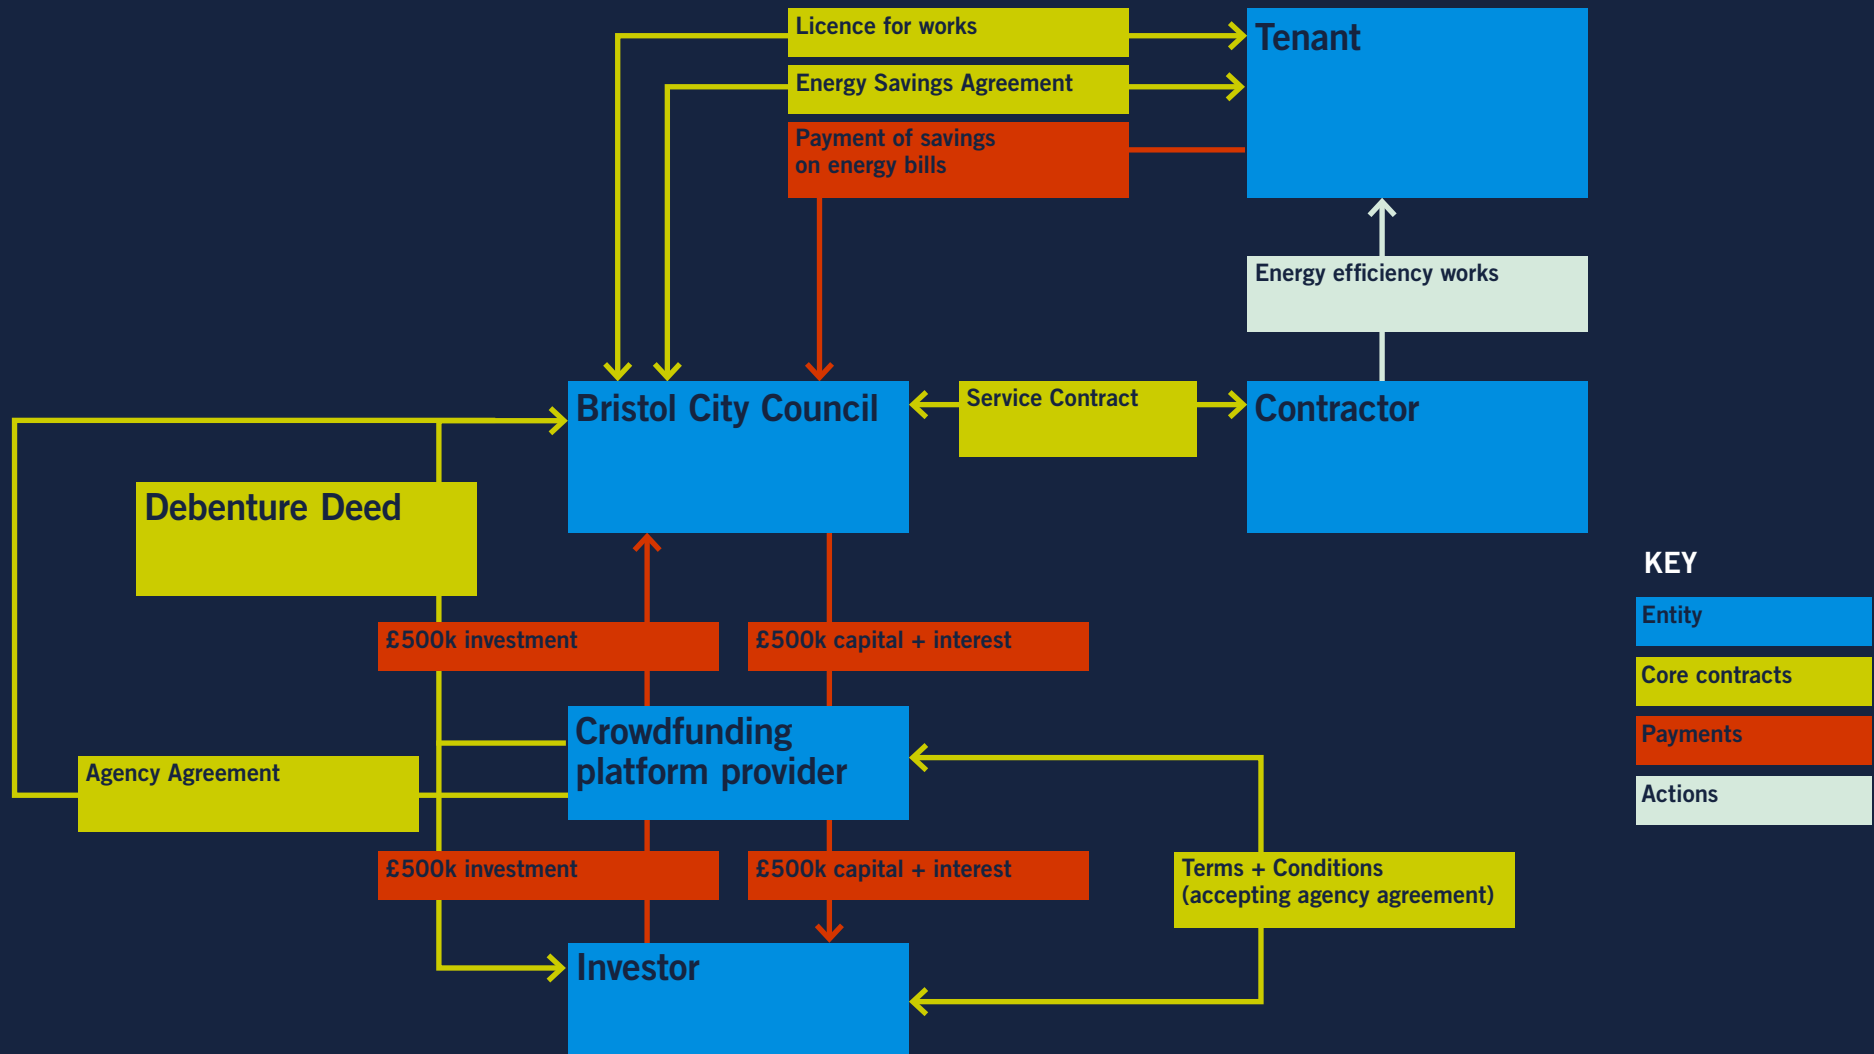 Licence for works
Tenant
Energy Savings Agreement
Payment of savings
on energy bills
Energy efficiency works
Bristol City Council
Service Contract
Contractor
Debenture Deed
KEY
Entity
£500k investment
£500k capital + interest
Core contracts
Crowdfunding
platform provider
Payments
Agency Agreement
Actions
£500k investment
£500k capital + interest
Terms + Conditions
(accepting agency agreement)
Investor